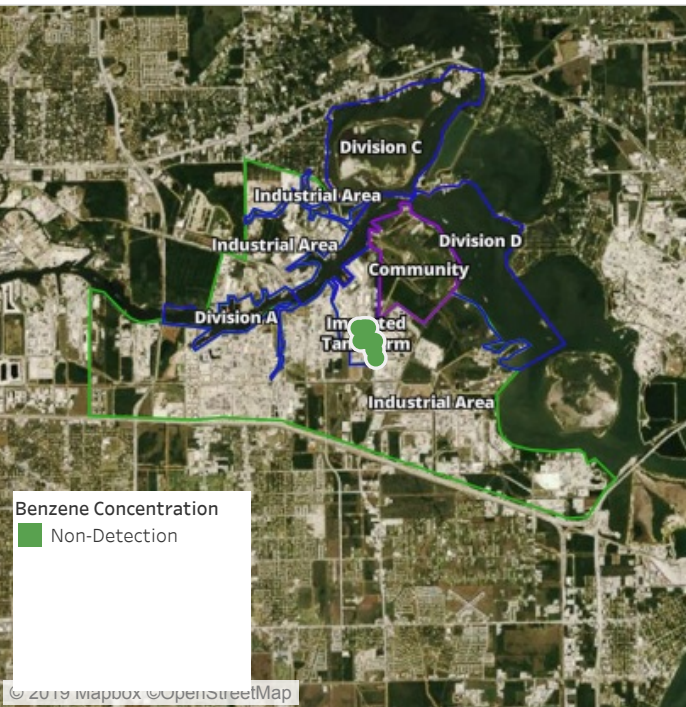 Division C
Industrial Area
Industrial Area
Division D
Community
Division A
Industrial Area
Benzene Concentration
Non-Detection
© 2019 Mapbox ©OpenStreetMap